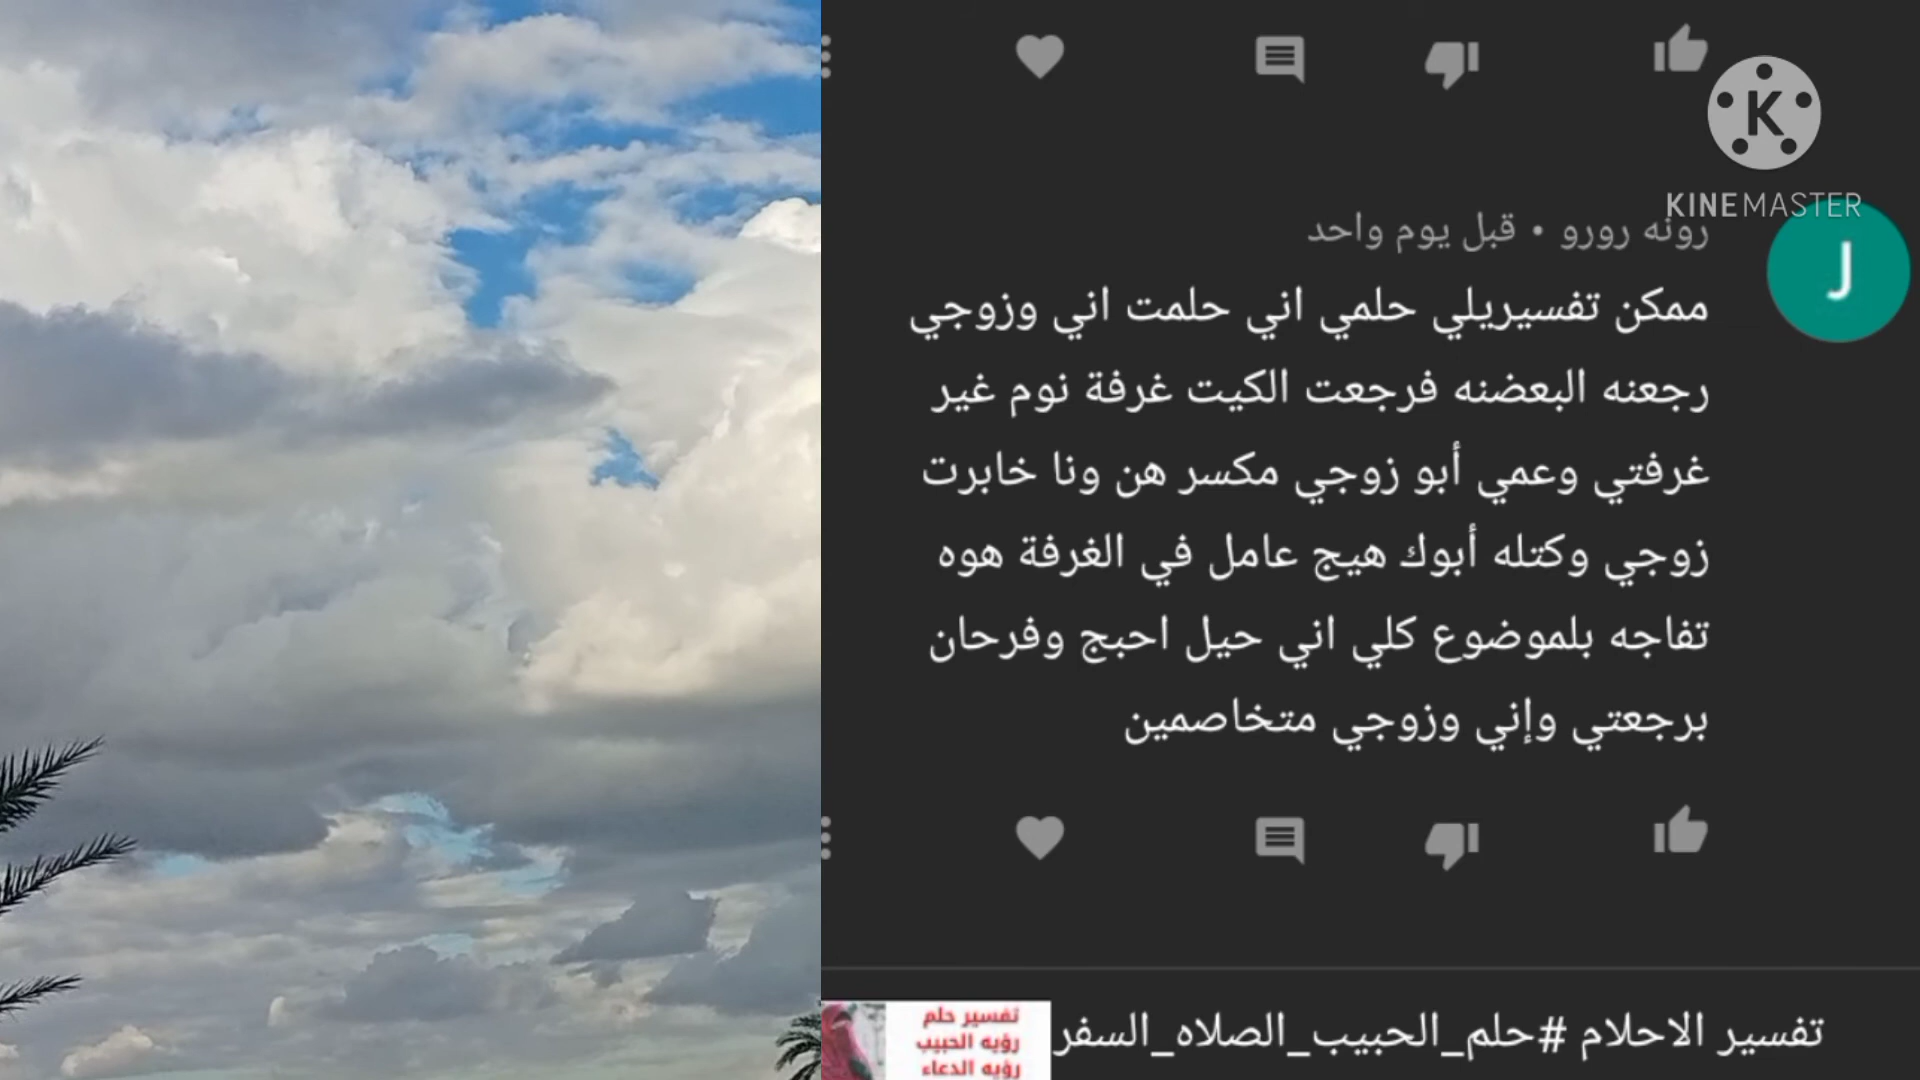 KINEMASTER
رونه رورو • قبل يوم واحد
J
ممكن تفسيريلي حلمي اني حلمت اني وزوجي
رجعنه البعضنه فرجعت الكيت غرفة نوم غير
غرفتي وعمي أبو زوجي مكسر هن ونا خابرت
زوجي وكتله أبوك هيج عامل في الغرفة هوه
تفاجه بلموضوع كلي اني حيل احبج وفرحان
برجعتي وإني وزوجي متخاصمين
تفسير الاحلام #حلم_الحبيب_الصلاه_السفر
تفسير حلم
رؤيه الحبيب
رؤيه الدعاء